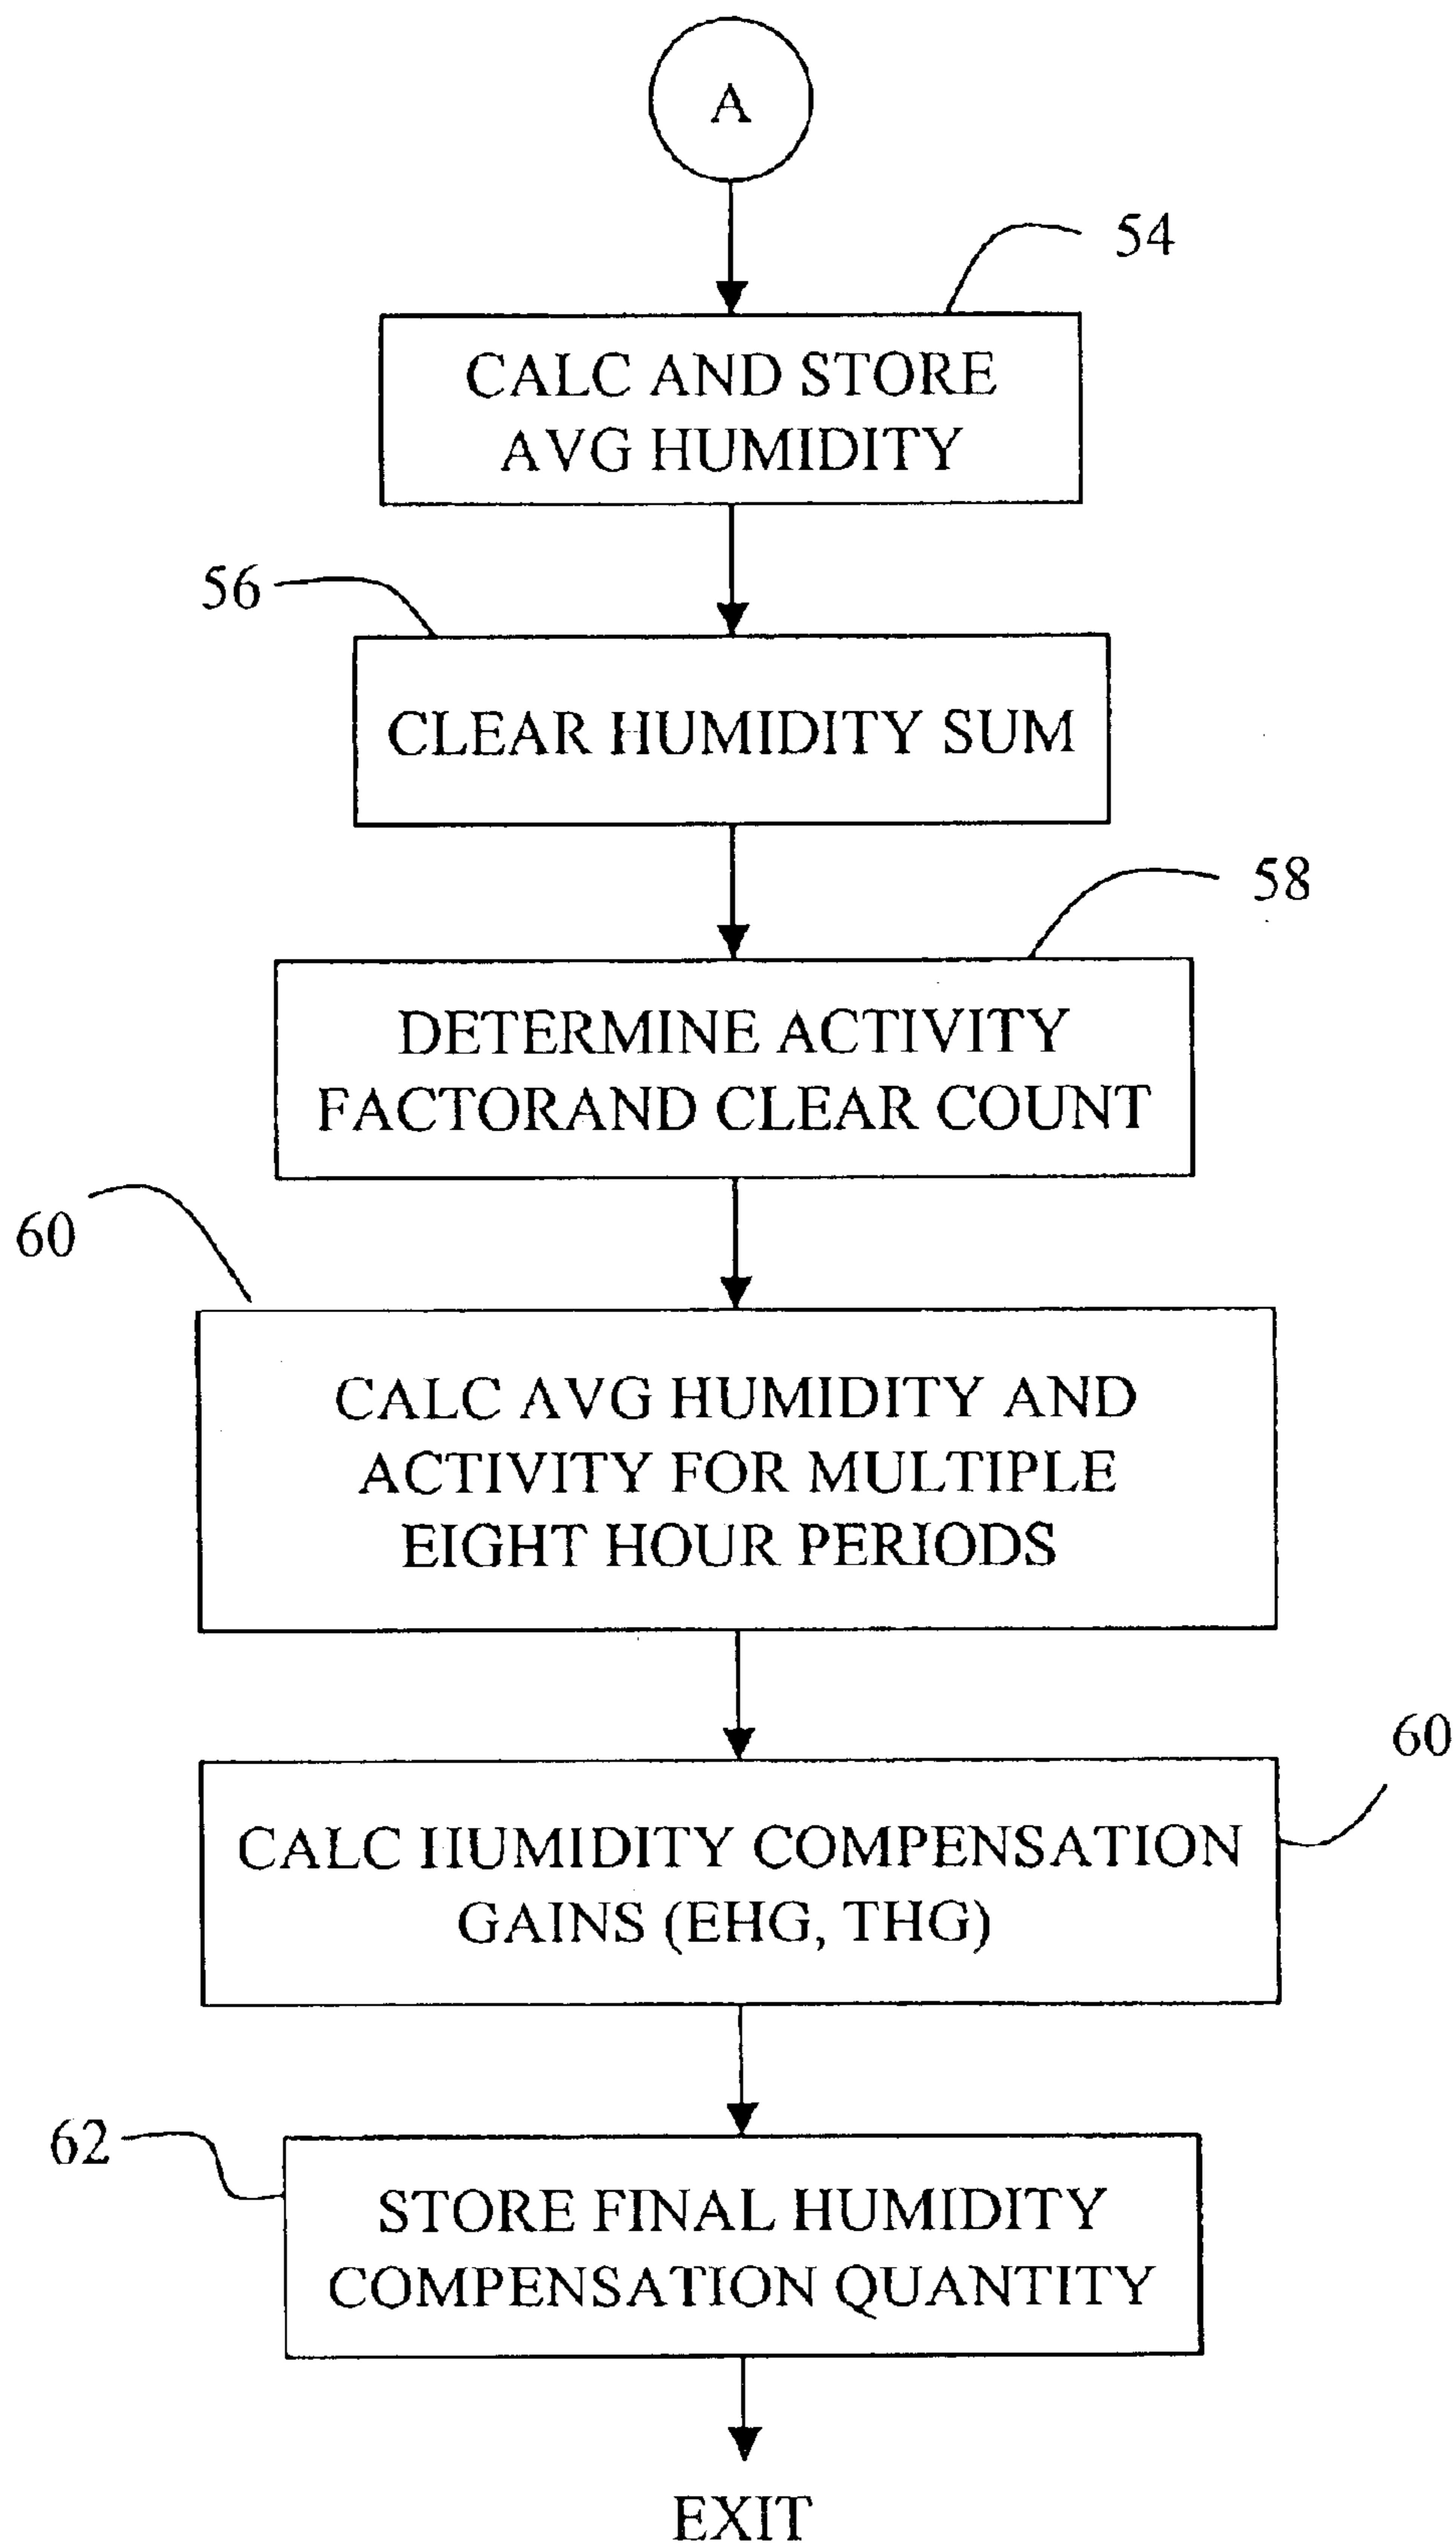 A
54
CALC AND STORE
AVG HUMIDITY
56
CLEAR HUMIDITY SUM
58
DETERMINE ACTIVITY
FACTORAND CLEAR COUNT
60
CALC AVG HUMIDITY AND
ACTIVITY FOR MULTIPLE
EIGHT HOUR PERIODS
60
CALC HUMIDITY COMPENSATION
GAINS (EHG, THG)
62
STORE FINAL HUMIDITY
COMPENSATION QUANTITY
EXIT